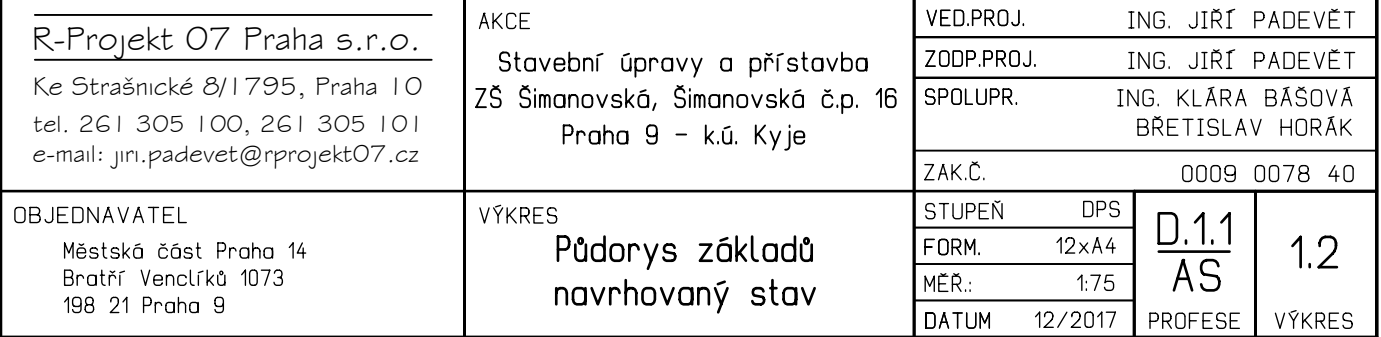 R-Projekt 07 Praha s.r.o.
Ke Strašnické 8/1795, Praha 10
tel. 261 305 100, 261 305 101
e-mail: jiri.padevet@rprojekt07.cz
AKCE
Stavební úpravy a přístavba
ZŠ Šimanovská, Šimanovská č.p. 16
Praha 9 - k.ú. Kyje
VED.PROJ. ING. JIŘÍ PADEVĚT
ZODP.PROJ. ING. JIŘÍ PADEVĚT
SPOLUPR. ING. KLÁRA BÁŠOVÁ
BŘETISLAV HORÁK
ZAK.Č. 0009 0078 40
OBJEDNAVATEL
Městská část Praha 14
Bratří Venclíků 1073
198 21 Praha 9
VÝKRES
Půdorys základů
navrhovaný stav
STUPEŇ DPS
FORM. 12xA4
MĚŘ.: 1:75
DATUM 12/2017
D.1.1
AS
PROFESE
1.2
VÝKRES